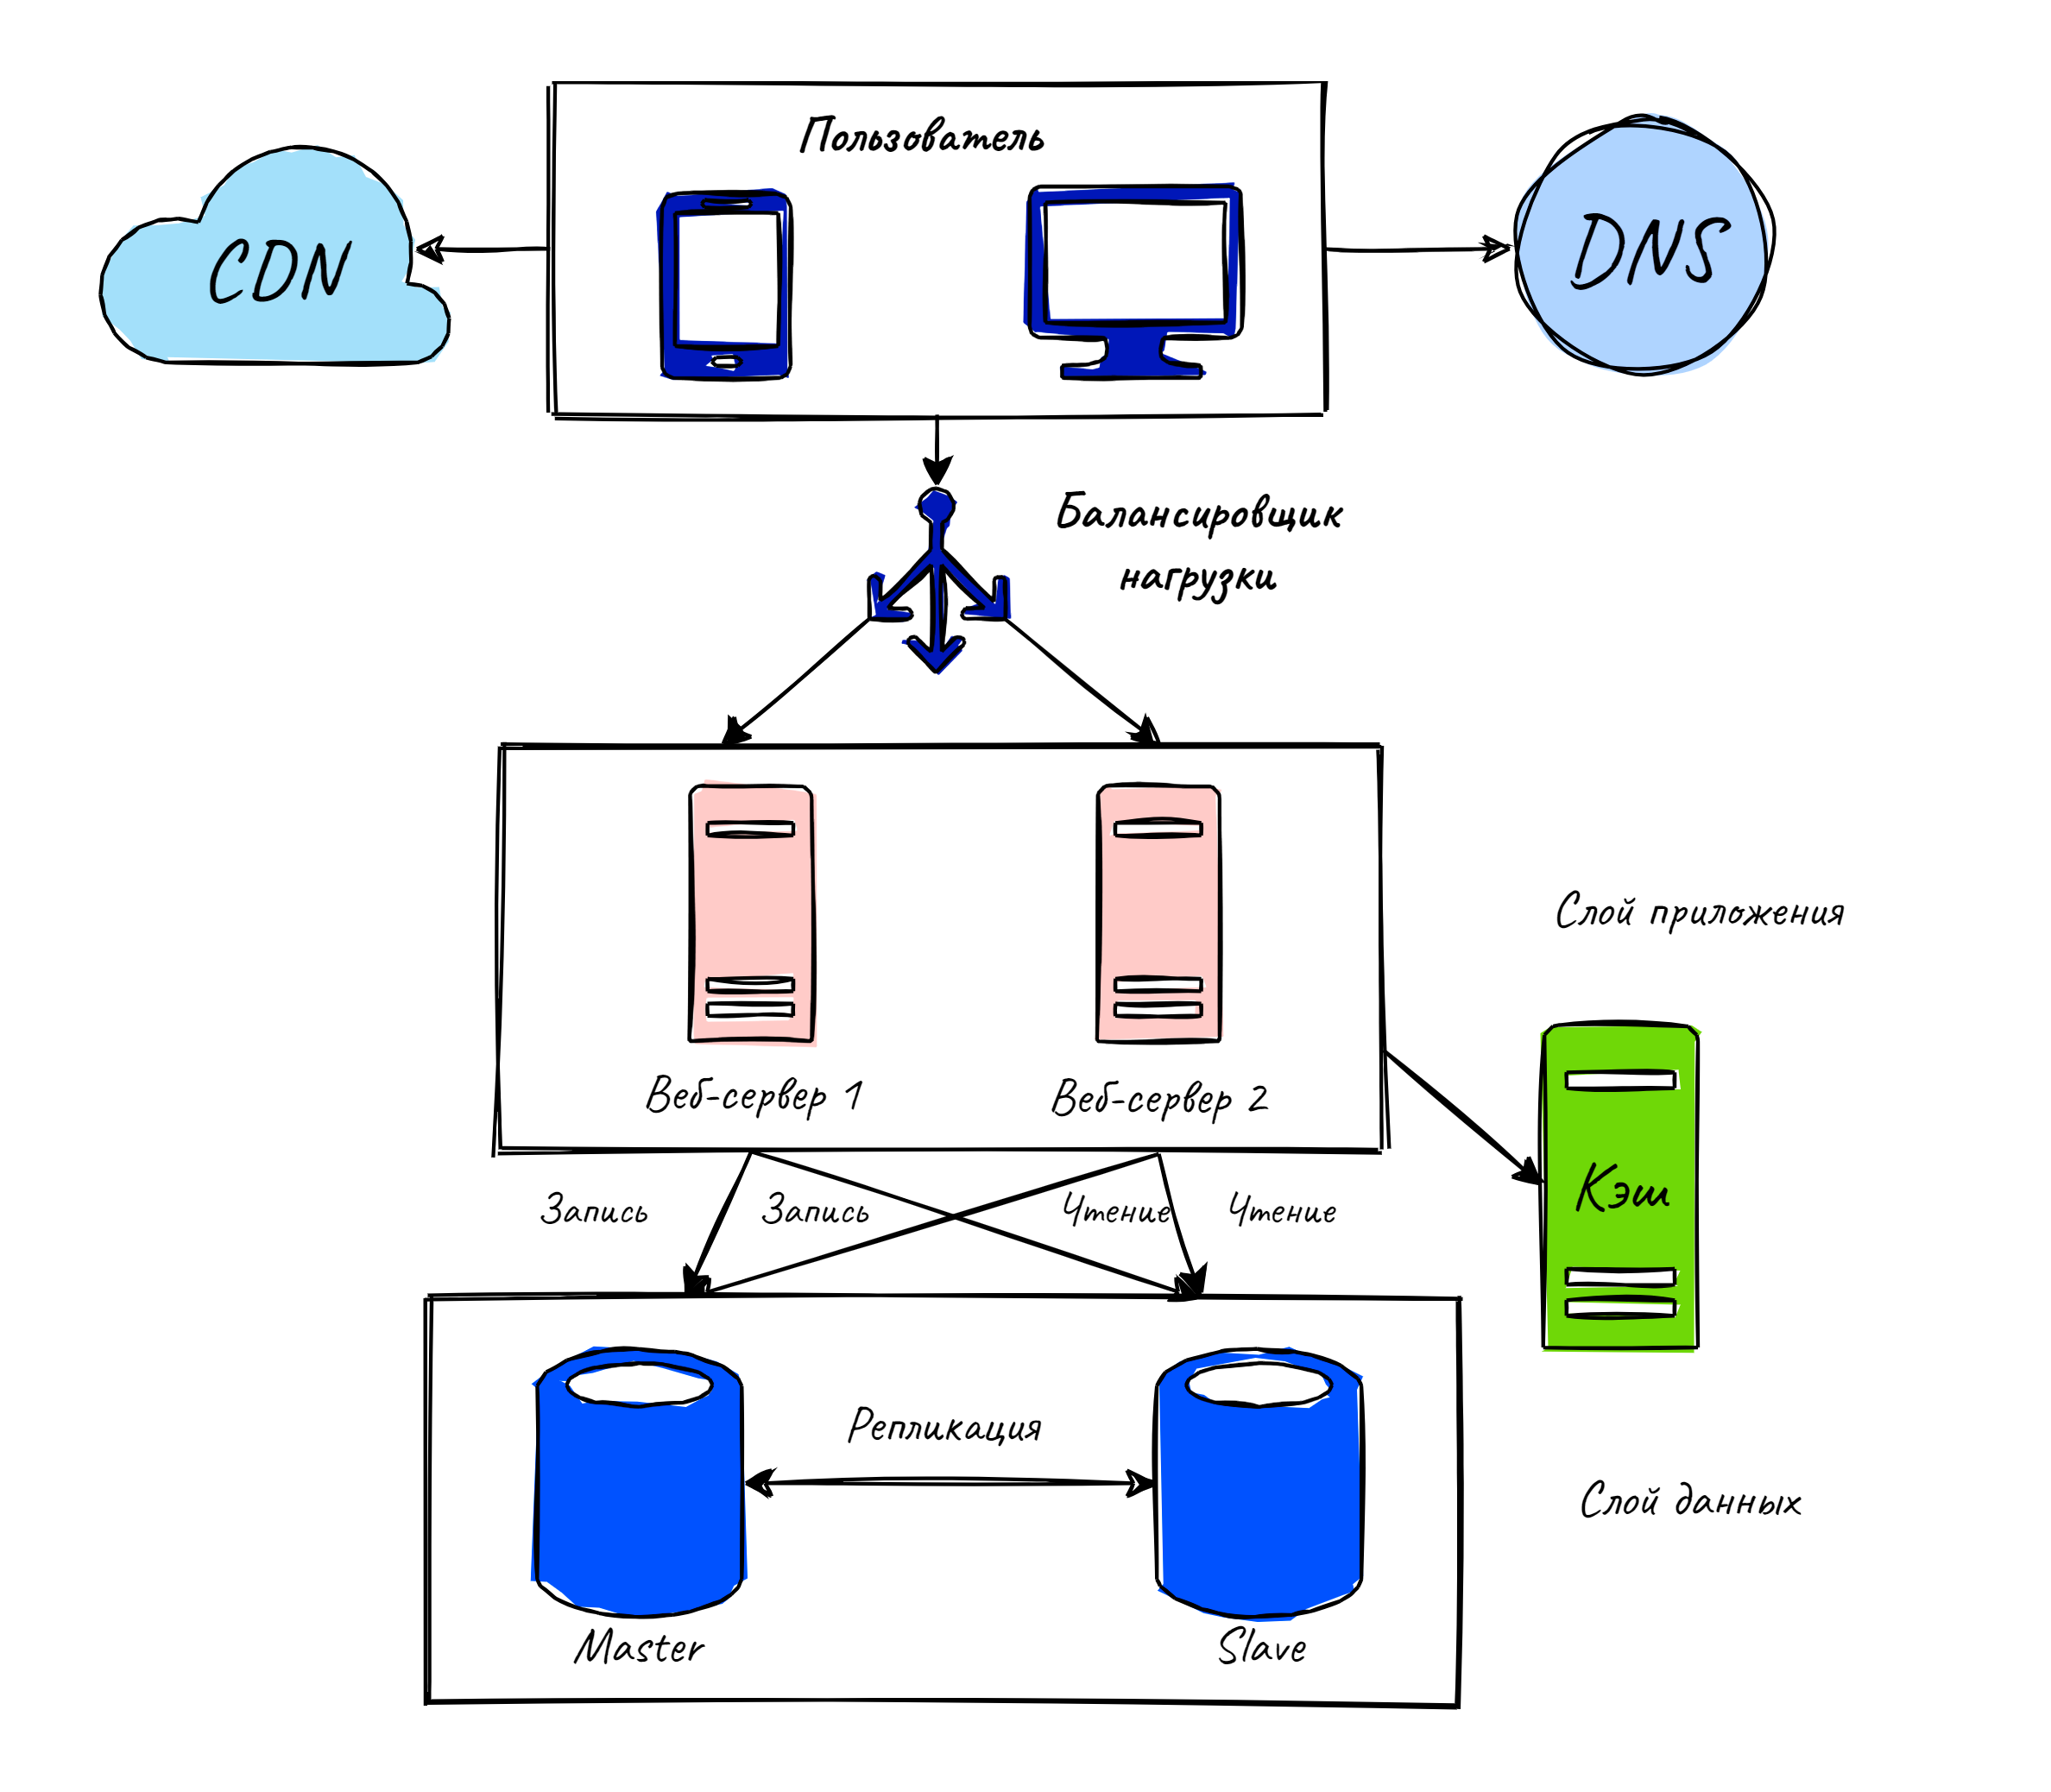 Пользователь
CDN
DNS
Балансировщик
нагрузки
Слой приложения
Веб-сервер 1
Веб-сервер 2
Кэш
Запись
Запись
Чтение
Чтение
Репликация
Слой данных
Master
Slave